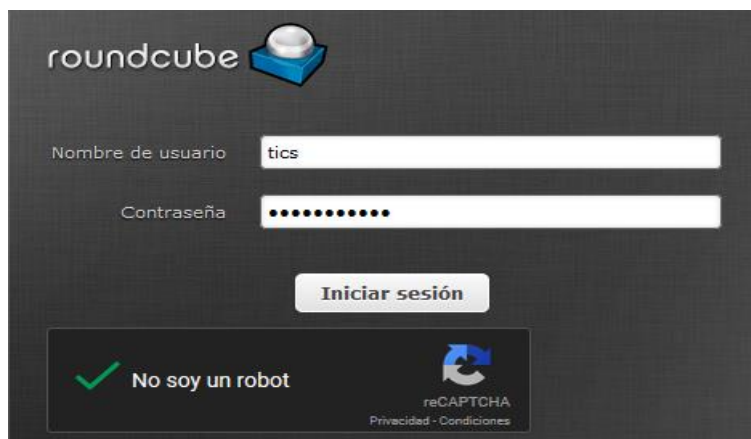 roundcube
Nombre de usuario tics
Contraseña •••••••••••
Iniciar sesión
No soy un robot
reCAPTCHA
Privacidad - Condiciones